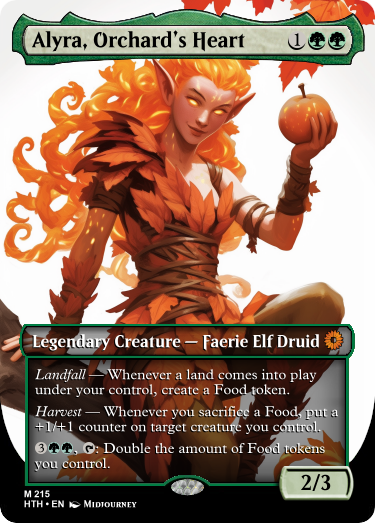 Alyra, Orchard's Heart 1
Legendary Creature — Faerie Elf Druid
Landfall — Whenever a land comes into play
under your control, create a Food token.
Harvest — Whenever you sacrifice a Food, put a
+1/+1 counter on target creature you control.
3, : Double the amount of Food tokens
you control.
2/3
M 215
HTH • EN Midjourney